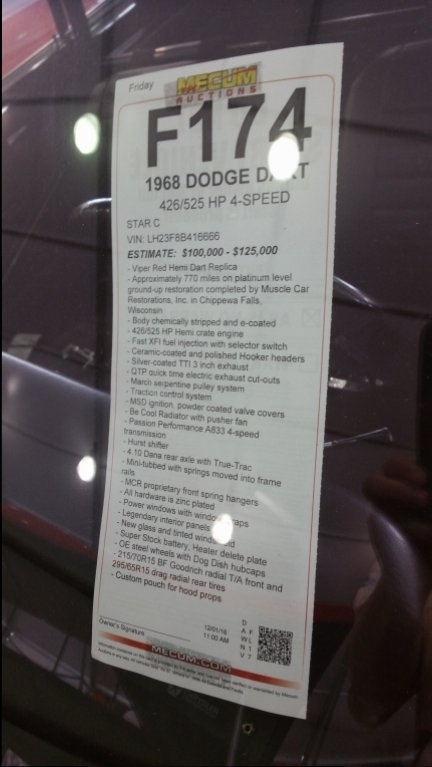 Friday
MECUM
AUCTIONS
F174
1968 DODGE DART
426/525 HP 4-SPEED
STAR C
VIN: LH23F8B416666
ESTIMATE: $100,000 - $125,000
- Viper Red Hemi Dart Replica
- Approximately 770 miles on platinum level
ground-up restoration completed by Muscle Car
Restorations, Inc. in Chippewa Falls,
Wisconsin
- Body chemically stripped and e-coated
- 426/525 HP Hemi crate engine
- Fast XFI fuel injection with selector switch
- Ceramic-coated and polished Hooker headers
- Silver-coated TTI 3 inch exhaust
- QTP quick time electric exhaust cut-outs
- March serpentine pulley system
- Traction control system
- MSD ignition, powder coated valve covers
- Be Cool Radiator with pusher fan
- Passion Performance A833 4-speed
transmission
- Hurst shifter
- 4.10 Dana rear axle with True-Trac
- Mini-tubbed with springs moved into frame
rails
- MCR proprietary front spring hangers
- All hardware is zinc plated
- Power windows with window
- Legendary interior panels
- New glass and tinted
- Super Stock battery, Heater delete plate
- OE steel wheels with Dog Dish hubcaps
- 215/70R15 BF Goodrich radial T/A front and
295/65R15 drag radial rear tires
- Custom pouch for hood props
Owner's Signature
12/01/16
11:00 AM
MECUM.COM